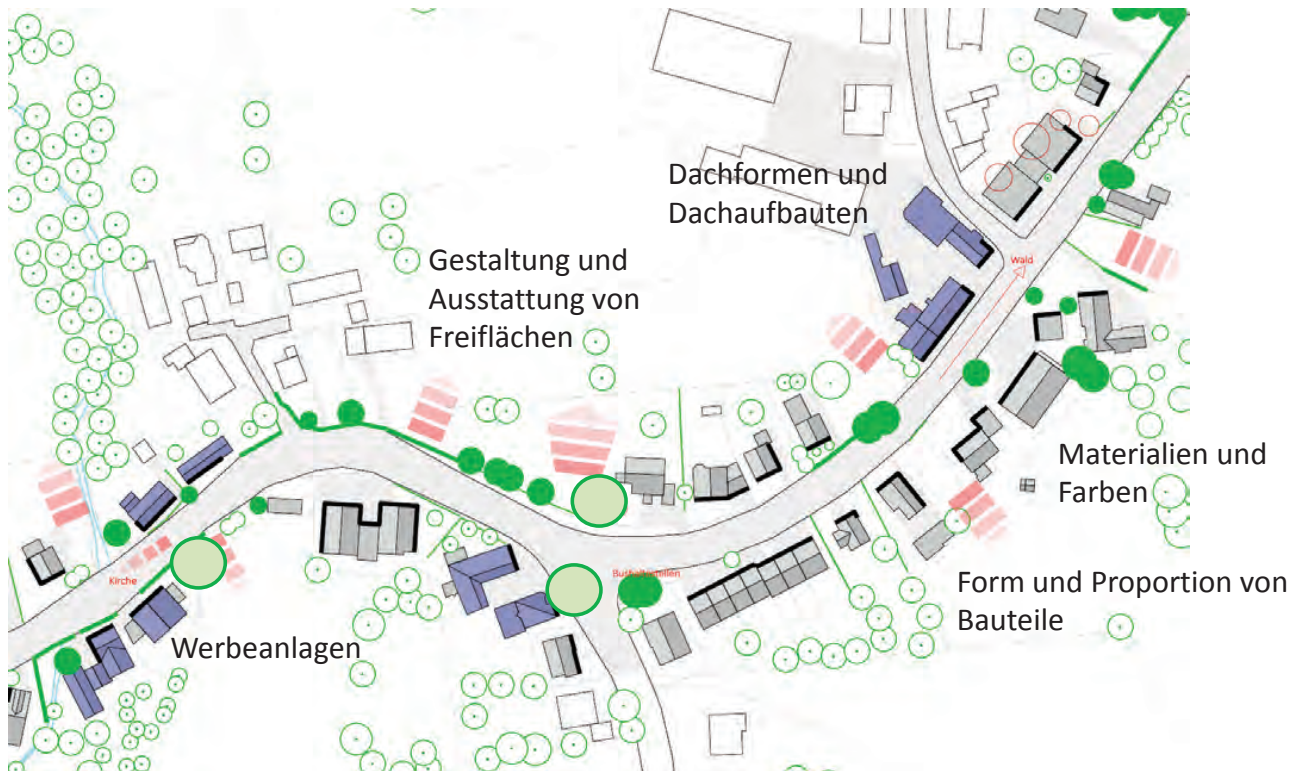 Dachformen und
Dachaufbauten
Wald
Gestaltung und
Ausstattung von
Freiflächen
Materialien und
Farben
Kirche
Bushaltestellen
Form und Proportion von
Bauteile
Werbeanlagen